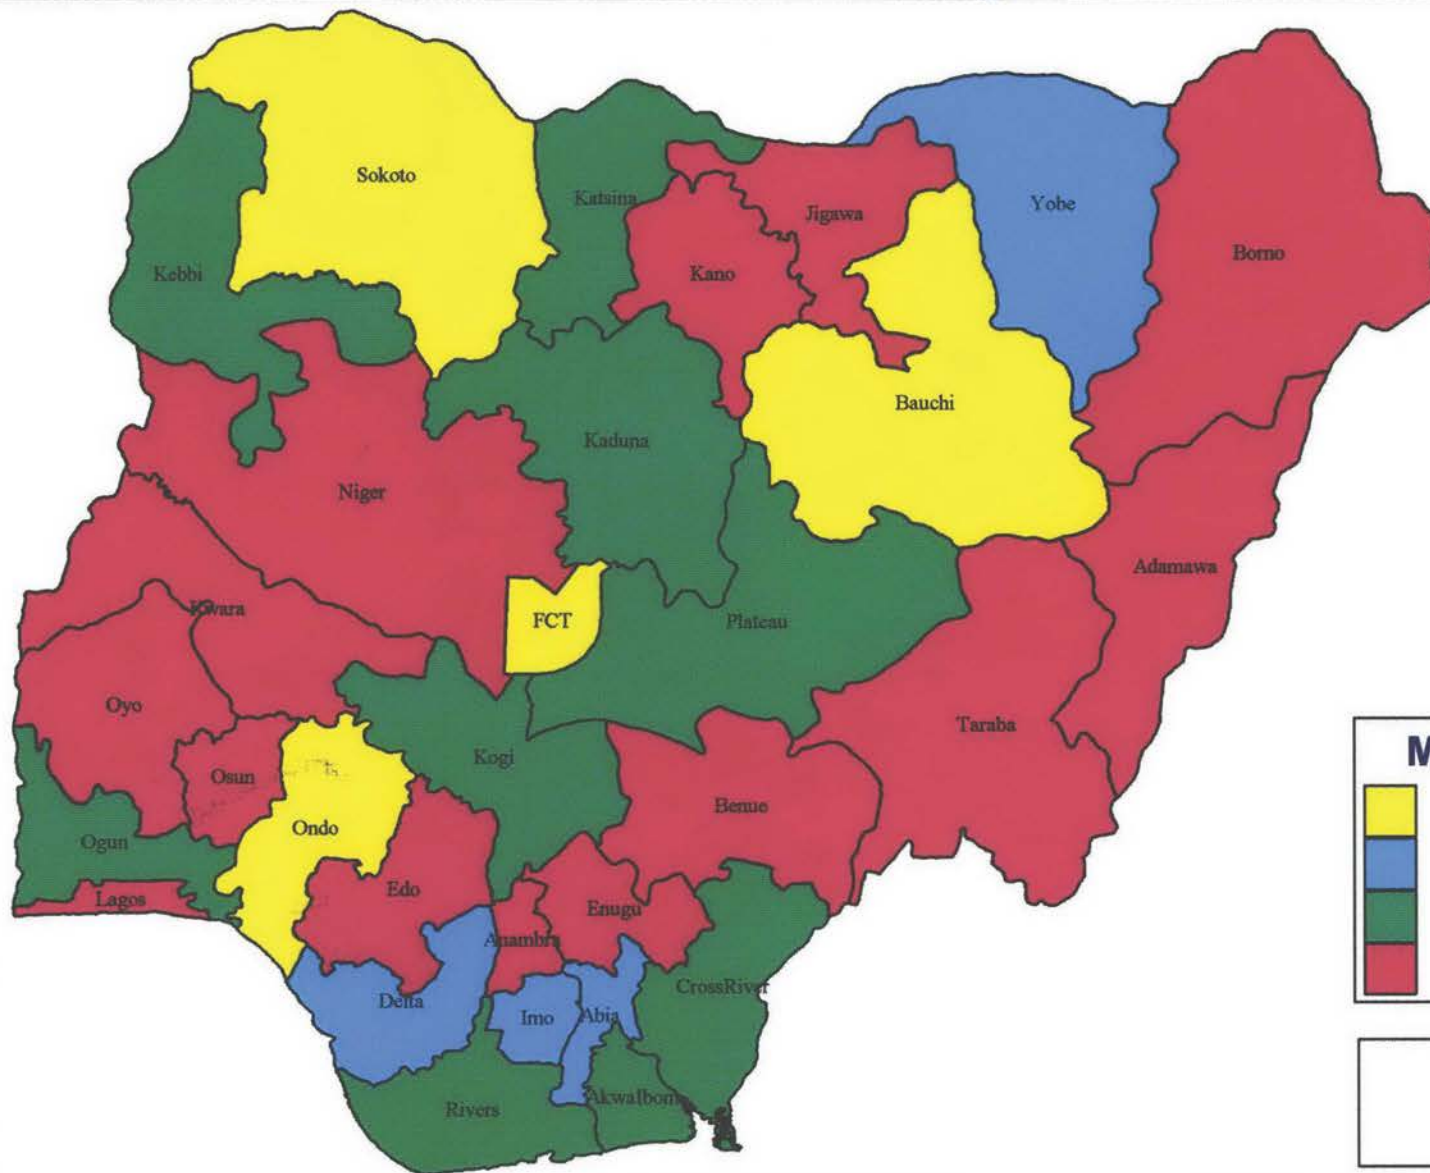 Sokoto
Katsina
Yobe
Jigawa
Borno
Kebbi
Kano
Bauchi
Kaduna
Niger
Adamawa
Kwara
FCT
Plateau
Oyo
Taraba
Kogi
Osun
Benue
Ondo
Ogun
Edo
Lagos
Enugu
Anambra
CrossRiver
Delta
Imo
Abia
AkwaIbom
Rivers
M